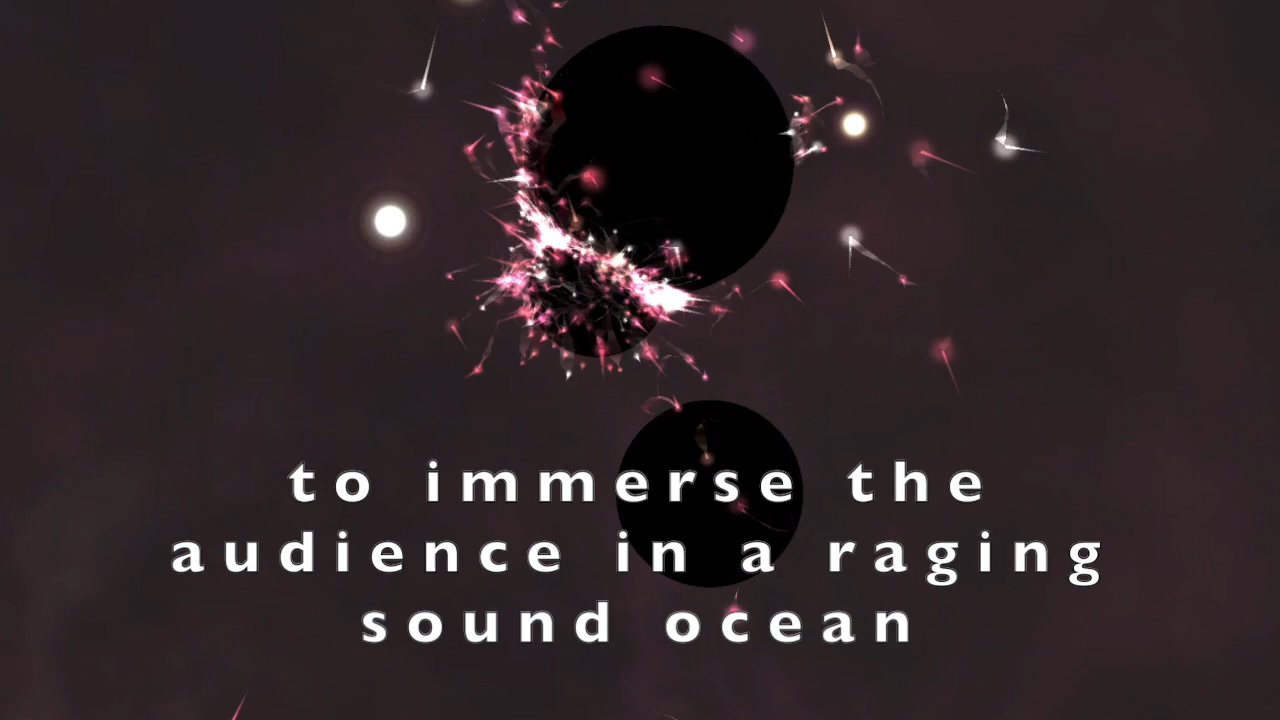 to immerse the
audience in a raging
sound ocean